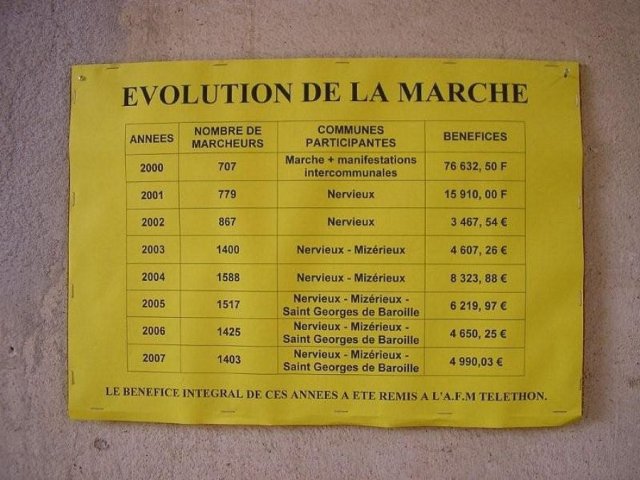 EVOLUTION DE LA MARCHE
ANNEES NOMBRE DE MARCHEURS COMMUNES PARTICIPANTES BENEFICES
2000 707 Marche + manifestations intercommunales 76 632, 50 F
2001 779 Nervieux 15 910, 00 F
2002 867 Nervieux 3 467, 54 €
2003 1400 Nervieux - Mizérieux 4 607, 26 €
2004 1588 Nervieux - Mizérieux 8 323, 88 €
2005 1517 Nervieux - Mizérieux - Saint Georges de Baroille 6 219, 97 €
2006 1425 Nervieux - Mizérieux - Saint Georges de Baroille 4 650, 25 €
2007 1403 Nervieux - Mizérieux - Saint Georges de Baroille 4 990,03 €
LE BENEFICE INTEGRAL DE CES ANNEES A ETE REMIS A L'A.F.M TELETHON.